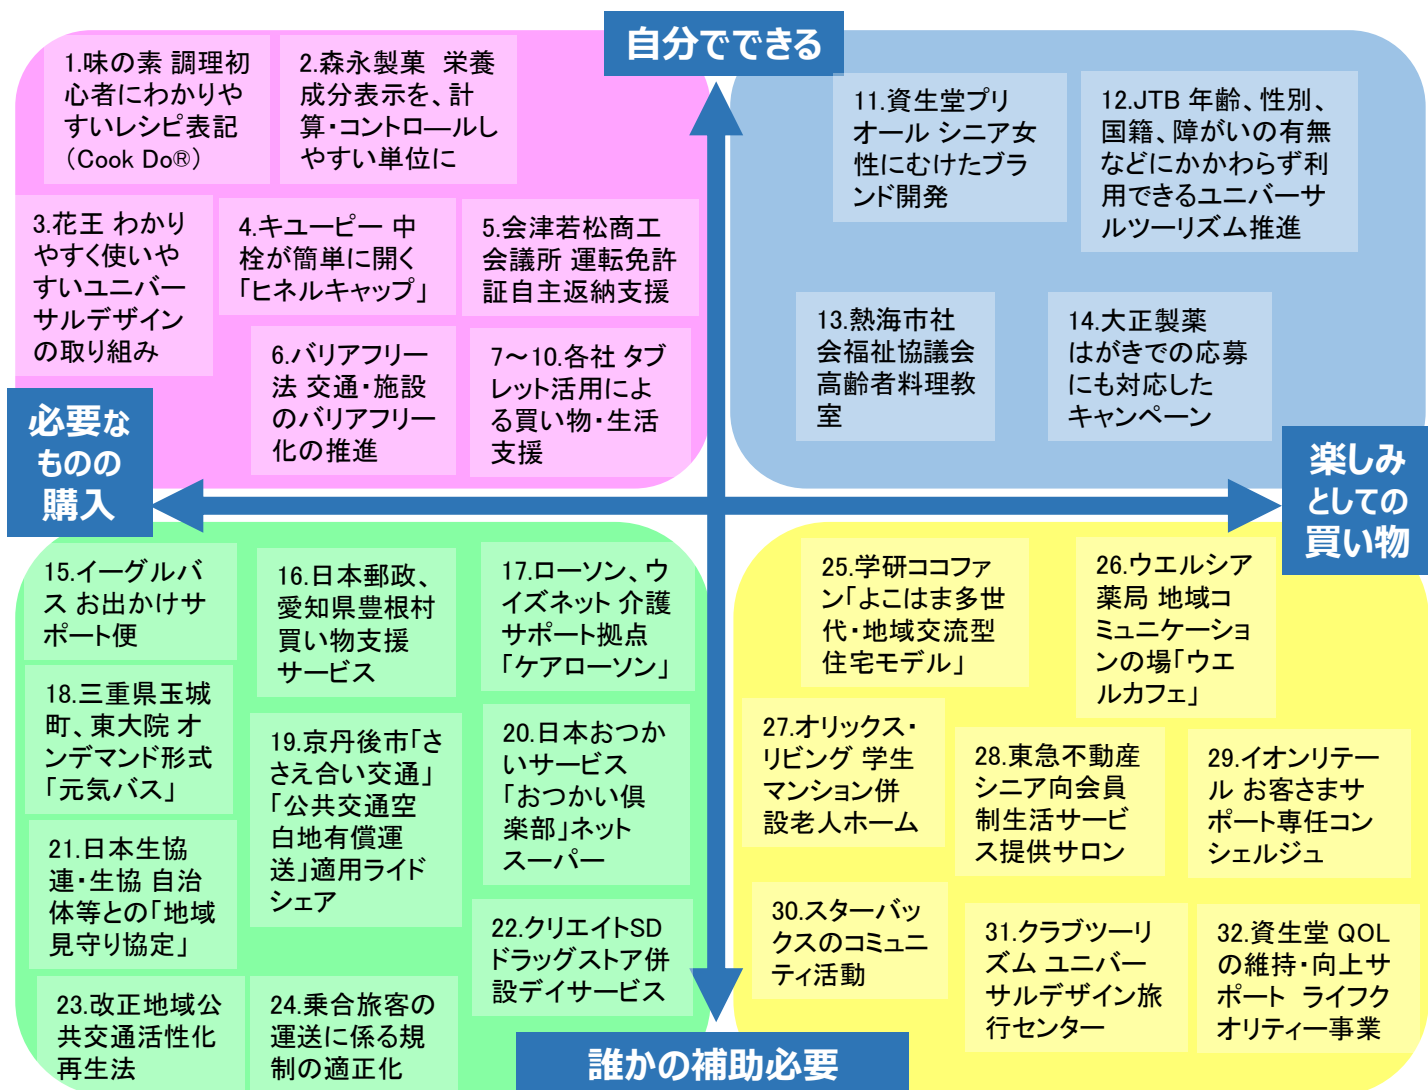 自分でできる
1.味の素 調理初
心者にわかりや
すいレシピ表記
(Cook Do®)
2.森永製菓 栄養
成分表示を、計
算・コントロ―ルし
やすい単位に
3.花王 わかり
やすく使いや
すいユニバー
サルデザイン
の取り組み
4.キユーピー 中
栓が簡単に開く
「ヒネルキャップ」
5.会津若松商工
会議所 運転免許
証自主返納支援
6.バリアフリー
法 交通・施設
のバリアフリー
化の推進
7～10.各社 タブ
レット活用によ
る買い物・生活
支援
11.資生堂プリ
オール シニア女
性にむけたブラ
ンド開発
12.JTB 年齢、性別、
国籍、障がいの有無
などにかかわらず利
用できるユニバーサ
ルツーリズム推進
13.熱海市社
会福祉協議会
高齢者料理教
室
14.大正製薬
はがきでの応募
にも対応した
キャンペーン
必要な
ものの
購入
楽しみ
としての
買い物
15.イーグルバ
ス お出かけサ
ポート便
16.日本郵政、
愛知県豊根村
買い物支援
サービス
17.ローソン、ウ
イズネット 介護
サポート拠点
「ケアローソン」
18.三重県玉城
町、東大院 オ
ンデマンド形式
「元気バス」
19.京丹後市「さ
さえ合い交通」
「公共交通空
白地有償運
送」適用ライド
シェア
20.日本おつか
いサービス
「おつかい倶
楽部」ネット
スーパー
21.日本生協
連・生協 自治
体等との「地域
見守り協定」
22.クリエイトSD
ドラッグストア併
設デイサービス
23.改正地域公
共交通活性化
再生法
24.乗合旅客の
運送に係る規
制の適正化
25.学研ココファ
ン「よこはま多世
代・地域交流型
住宅モデル」
26.ウエルシア
薬局 地域コ
ミュニケーショ
ンの場「ウエ
ルカフェ」
27.オリックス・
リビング 学生
マンション併
設老人ホーム
28.東急不動産
シニア向会員
制生活サービ
ス提供サロン
29.イオンリテー
ル お客さまサ
ポート専任コン
シェルジュ
30.スターバッ
クスのコミュニ
ティ活動
31.クラブツーリ
ズム ユニバー
サルデザイン旅
行センター
32.資生堂 QOL
の維持・向上サ
ポート ライフク
オリティー事業
誰かの補助必要